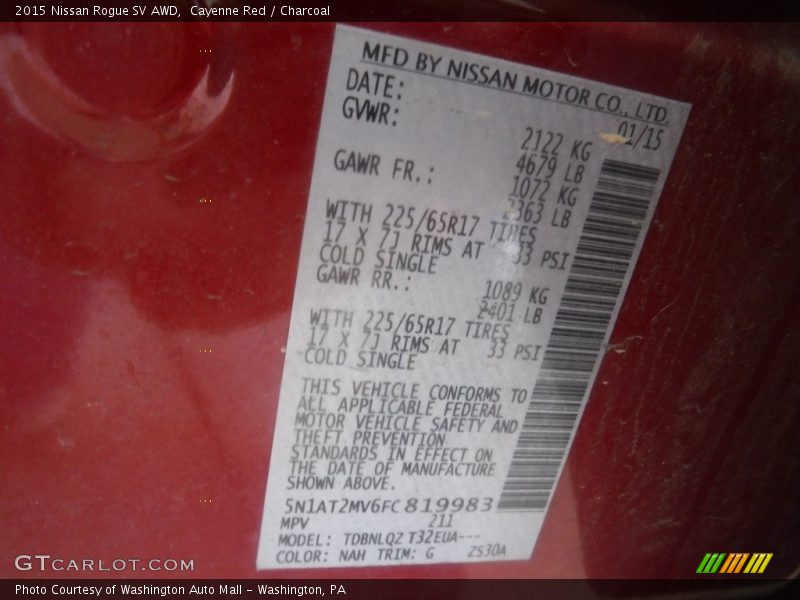 2015 Nissan Rogue SV AWD, Cayenne Red / Charcoal
MFD BY NISSAN MOTOR CO., LTD.
DATE: 01/15
GVWR: 2122 KG
4679 LB
GAWR FR.: 1072 KG
2363 LB
WITH 225/65R17 TIRES
17 X 7J RIMS AT 33 PSI
COLD SINGLE
GAWR RR.: 1089 KG
2401 LB
WITH 225/65R17 TIRES
17 X 7J RIMS AT 33 PSI
COLD SINGLE
THIS VEHICLE CONFORMS TO
ALL APPLICABLE FEDERAL
MOTOR VEHICLE SAFETY AND
THEFT PREVENTION
STANDARDS IN EFFECT ON
THE DATE OF MANUFACTURE
SHOWN ABOVE.
5N1AT2MV6FC819983
MPV 211
MODEL: TDBNLQZ T32EUA---
COLOR: NAH TRIM: G ZS30A
GTCARLOT.COM
Photo Courtesy of Washington Auto Mall - Washington, PA